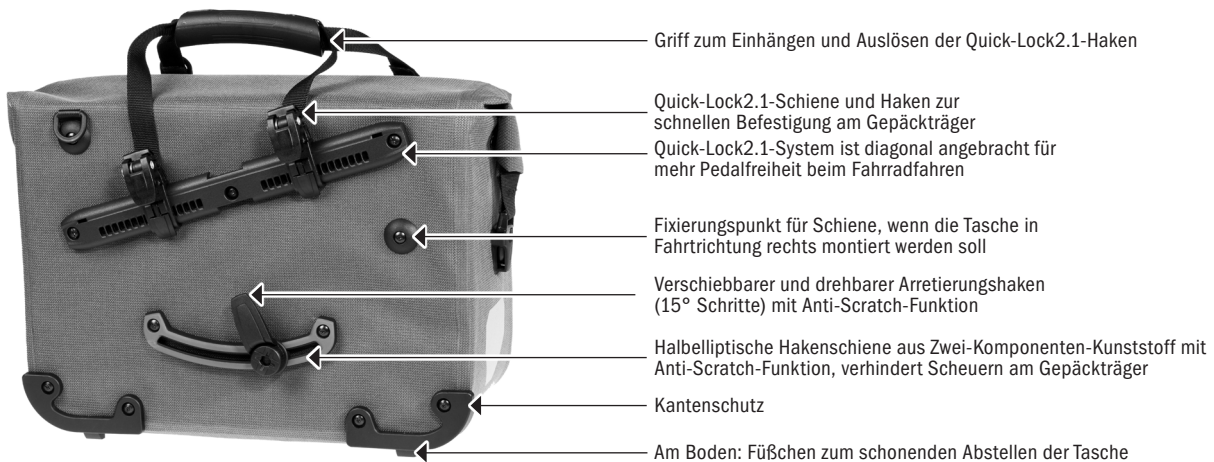 Griff zum Einhängen und Auslösen der Quick-Lock2.1-Haken
Quick-Lock2.1-Schiene und Haken zur
schnellen Befestigung am Gepäckträger
Quick-Lock2.1-System ist diagonal angebracht für
mehr Pedalfreiheit beim Fahrradfahren
Fixierungspunkt für Schiene, wenn die Tasche in
Fahrtrichtung rechts montiert werden soll
Verschiebbarer und drehbarer Arretierungshaken
(15° Schritte) mit Anti-Scratch-Funktion
Halbelliptische Hakenschiene aus Zwei-Komponenten-Kunststoff mit
Anti-Scratch-Funktion, verhindert Scheuern am Gepäckträger
Kantenschutz
Am Boden: Füßchen zum schonenden Abstellen der Tasche